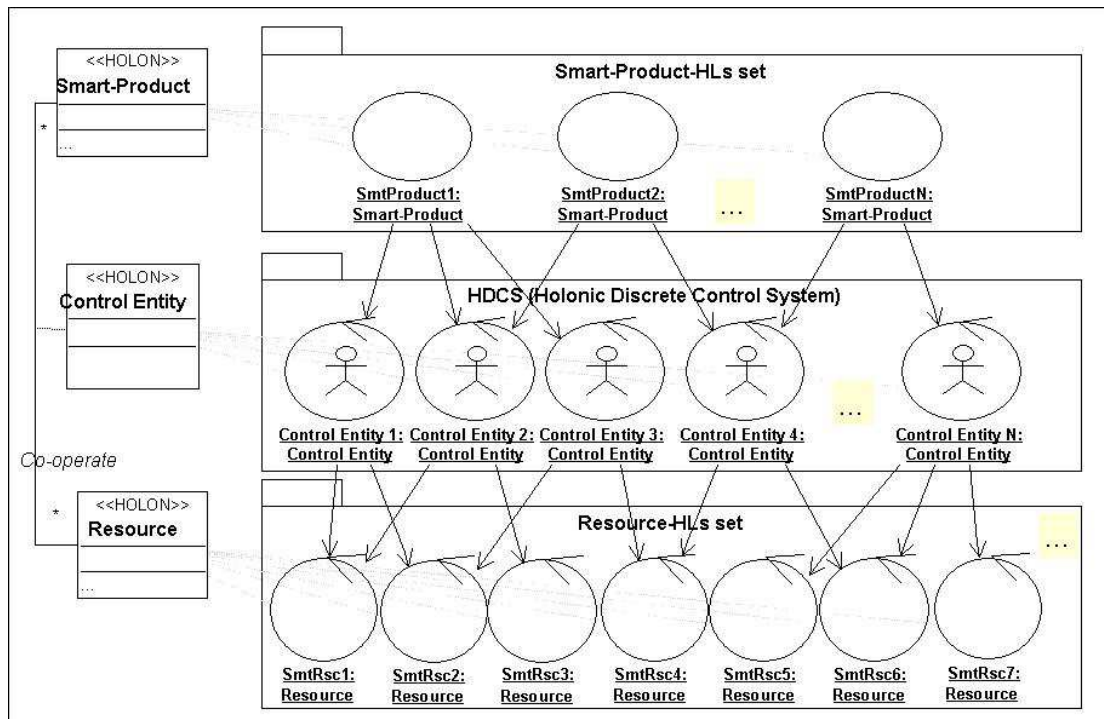 <<HOLON>>
Smart-Product
*
...
Smart-Product-HLs set
SmtProduct1:
Smart-Product
SmtProduct2:
Smart-Product
...
SmtProductN:
Smart-Product
<<HOLON>>
Control Entity
HDCS (Holonic Discrete Control System)
...
Control Entity 1:
Control Entity
Control Entity 2:
Control Entity
Control Entity 3:
Control Entity
Control Entity 4:
Control Entity
Control Entity N:
Control Entity
Co-operate
*
<<HOLON>>
Resource
...
Resource-HLs set
...
SmtRsc1:
Resource
SmtRsc2:
Resource
SmtRsc3:
Resource
SmtRsc4:
Resource
SmtRsc5:
Resource
SmtRsc6:
Resource
SmtRsc7:
Resource